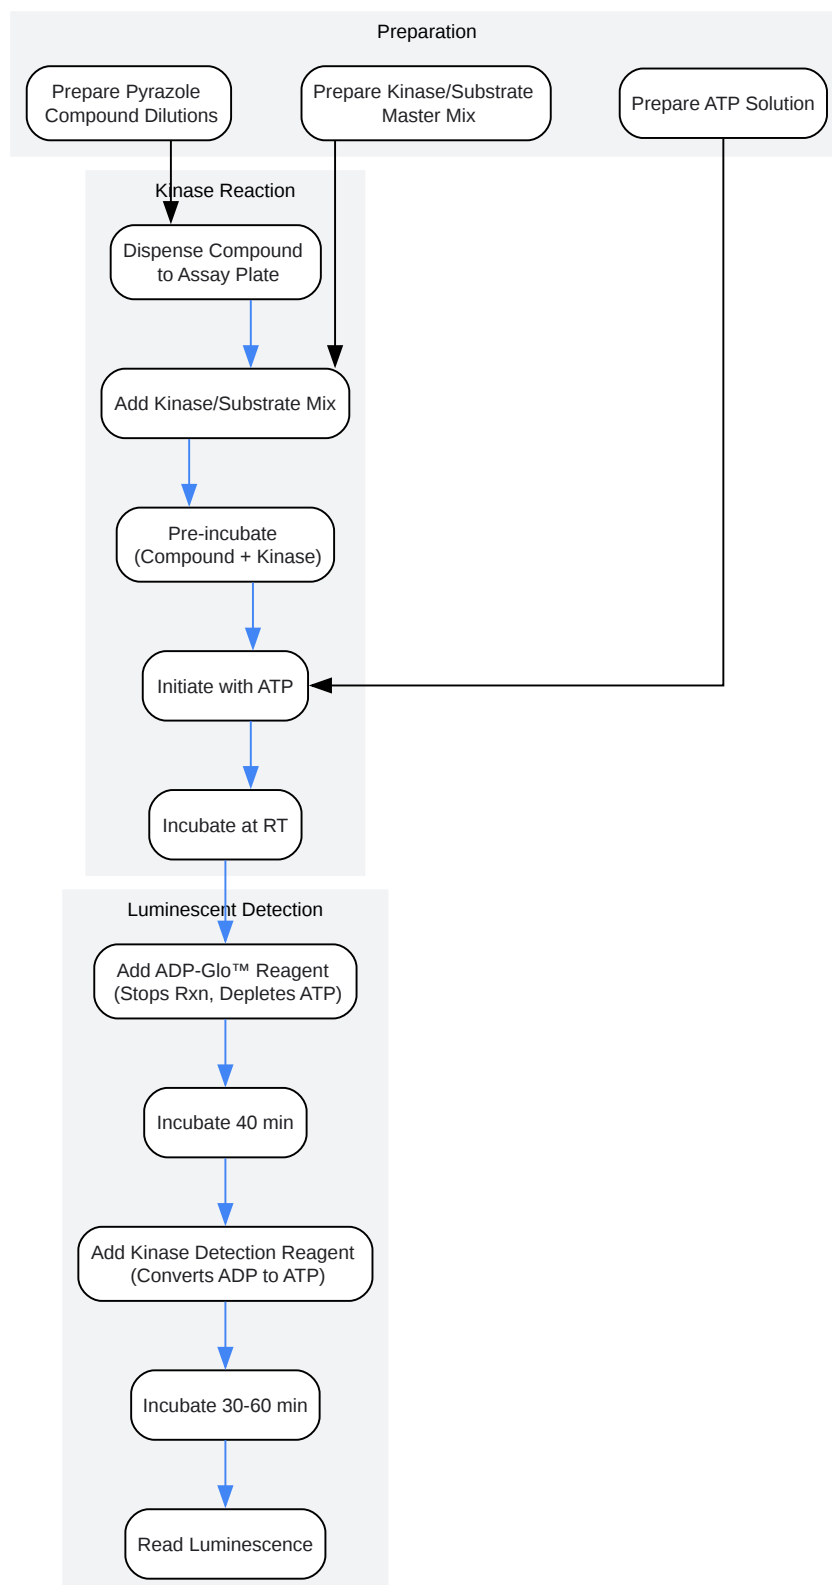 Preparation
Prepare Pyrazole
Compound Dilutions
Prepare Kinase/Substrate
Master Mix
Prepare ATP Solution
Kinase Reaction
Dispense Compound
to Assay Plate
Add Kinase/Substrate Mix
Pre-incubate
(Compound + Kinase)
Initiate with ATP
Incubate at RT
Luminescent Detection
Add ADP-Glo™ Reagent
(Stops Rxn, Depletes ATP)
Incubate 40 min
Add Kinase Detection Reagent
(Converts ADP to ATP)
Incubate 30-60 min
Read Luminescence